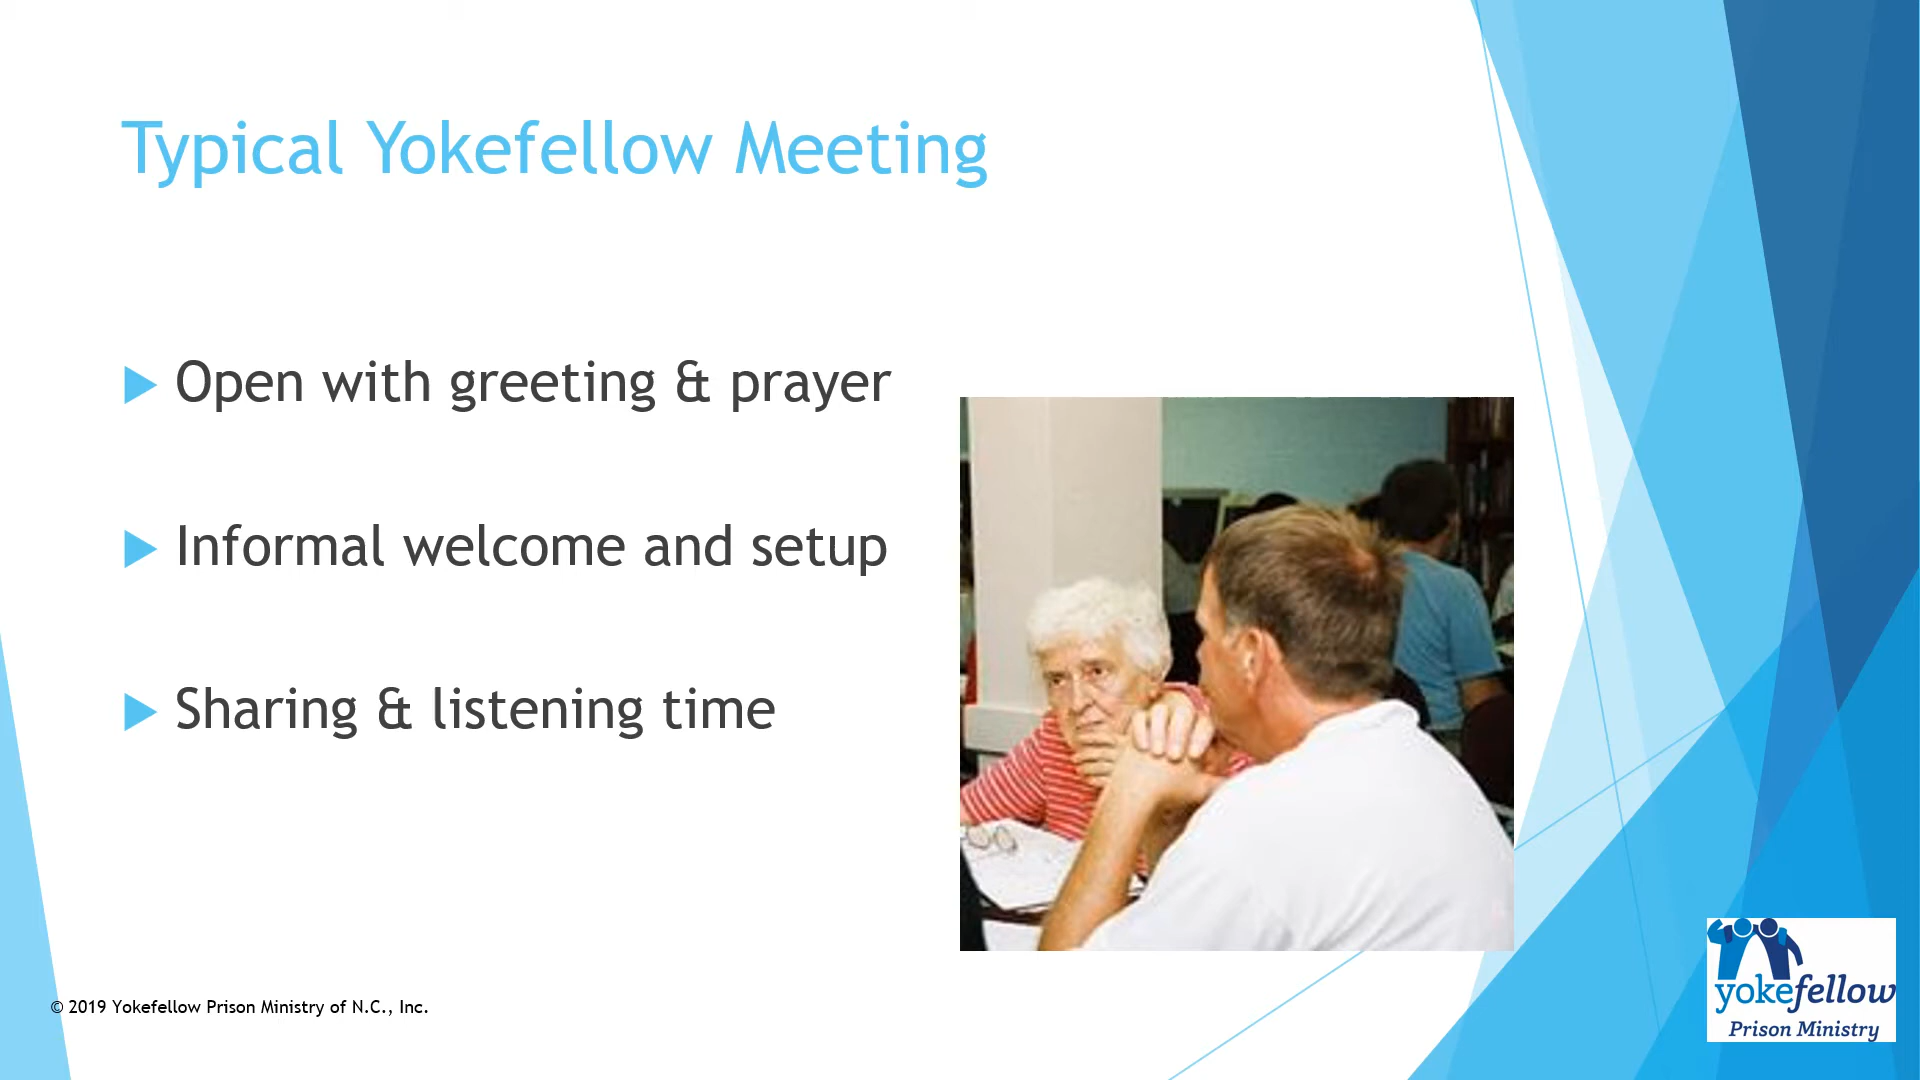 Typical Yokefellow Meeting
Open with greeting & prayer
Informal welcome and setup
Sharing & listening time
© 2019 Yokefellow Prison Ministry of N.C., Inc.
yokefellow
Prison Ministry